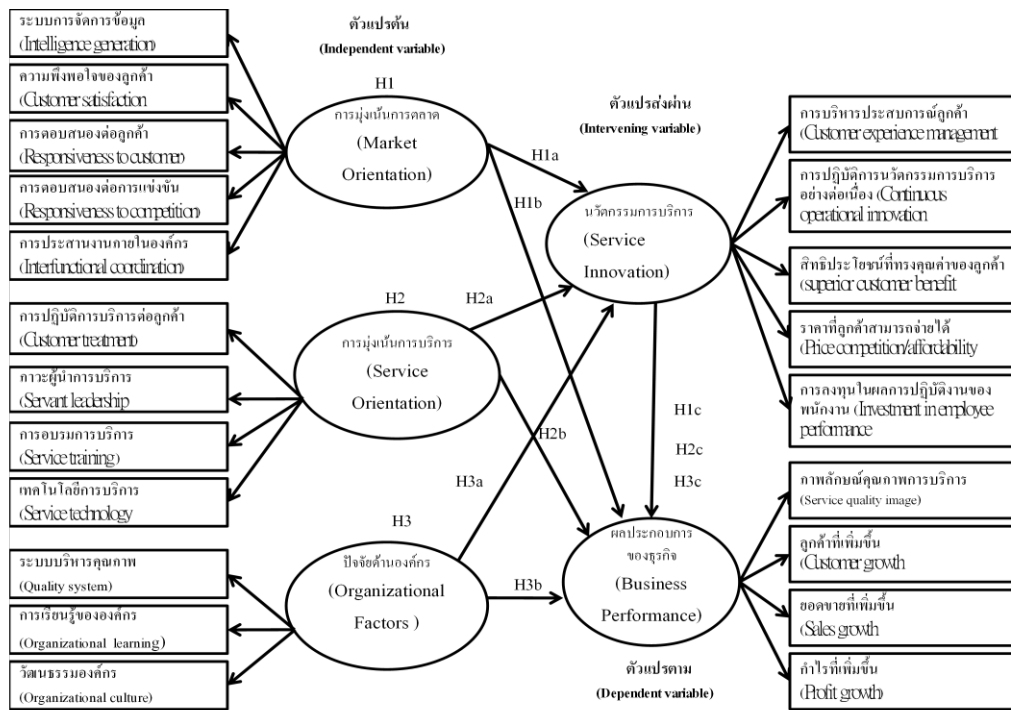 ระบบการจัดการข้อมูล
(Intelligence generation)
ความพึงพอใจของลูกค้า
(Customer satisfaction
การตอบสนองต่อลูกค้า
(Responsiveness to customer)
การตอบสนองต่อการแข่งขัน
(Responsiveness to competition)
การประสานงานภายในองค์กร
(Interfunctional coordination)
การปฏิบัติการบริการต่อลูกค้า
(Customer treatment)
ภาวะผู้นำการบริการ
(Servant leadership
การอบรมการบริการ
(Service training)
เทคโนโลยีการบริการ
(Service technology
ระบบบริหารคุณภาพ
(Quality system)
การเรียนรู้ขององค์กร
(Organizational learning)
วัฒนธรรมองค์กร
(Organizational culture)
ตัวแปรต้น
(Independent variable)
H1
การมุ่งเน้นการตลาด
(Market
Orientation)
H2
การมุ่งเน้นการบริการ
(Service
Orientation)
H3
ปัจจัยด้านองค์กร
(Organizational
Factors )
H1a
H1b
H2a
H2b
H3a
H3b
ตัวแปรส่งผ่าน
(Intervening variable)
นวัตกรรมการบริการ
(Service
Innovation)
H1c
H2c
H3c
ผลประกอบการ
ของธุรกิจ
(Business
Performance)
ตัวแปรตาม
(Dependent variable)
การบริหารประสบการณ์ลูกค้า
(Customer experience management
การปฏิบัติการนวัตกรรมการบริการ
อย่างต่อเนื่อง (Continuous
operational innovation
สิทธิประโยชน์ที่ทรงคุณค่าของลูกค้า
(superior customer benefit
ราคาที่ลูกค้าสามารถจ่ายได้
(Price competition/affordability
การลงทุนในผลการปฏิบัติงานของ
พนักงาน (Investment in employee
performance
ภาพลักษณ์คุณภาพการบริการ
(Service quality image)
ลูกค้าที่เพิ่มขึ้น
(Customer growth
ยอดขายที่เพิ่มขึ้น
(Sales growth
กำไรที่เพิ่มขึ้น
(Profit growth)